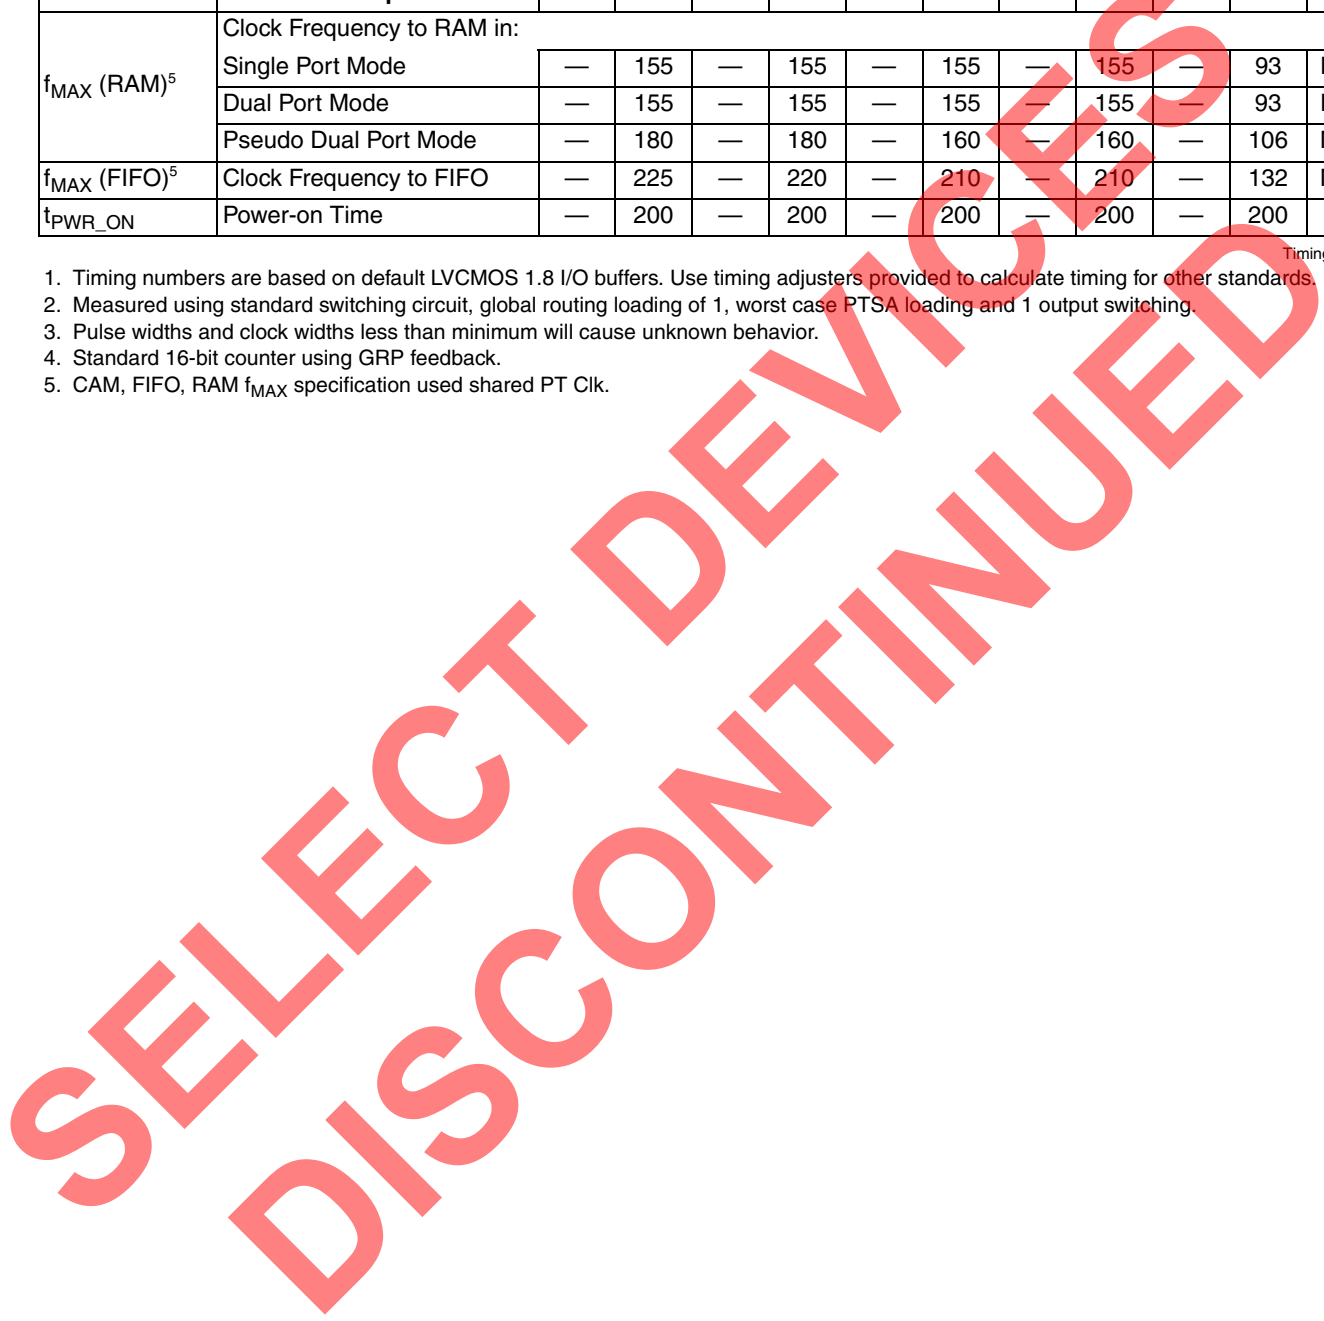 Clock Frequency to RAM in:
fMAX (RAM)5
Single Port Mode — 155 — 155 — 155 — 155 — 93
Dual Port Mode — 155 — 155 — 155 — 155 — 93
Pseudo Dual Port Mode — 180 — 180 — 160 — 160 — 106
fMAX (FIFO)5 Clock Frequency to FIFO — 225 — 220 — 210 — 210 — 132
tPWR_ON Power-on Time — 200 — 200 — 200 — 200 — 200
Timing
1. Timing numbers are based on default LVCMOS 1.8 I/O buffers. Use timing adjusters provided to calculate timing for other standards.
2. Measured using standard switching circuit, global routing loading of 1, worst case PTSA loading and 1 output switching.
3. Pulse widths and clock widths less than minimum will cause unknown behavior.
4. Standard 16-bit counter using GRP feedback.
5. CAM, FIFO, RAM fMAX specification used shared PT Clk.
SELECT DEVICES
DISCONTINUED